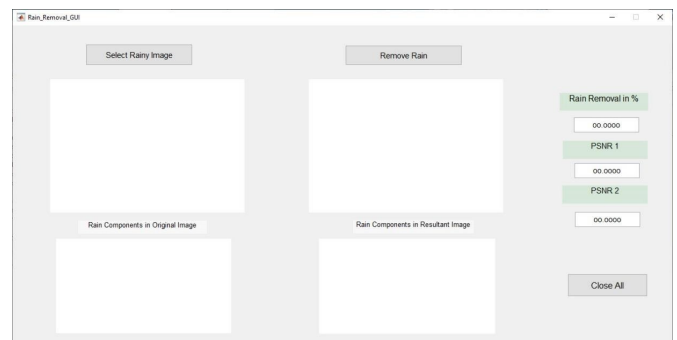 Rain_Removal_GUI
Select Rainy Image
Remove Rain
Rain Removal in %
00.0000
PSNR 1
00.0000
PSNR 2
00.0000
Rain Components in Original Image
Rain Components in Resultant Image
Close All